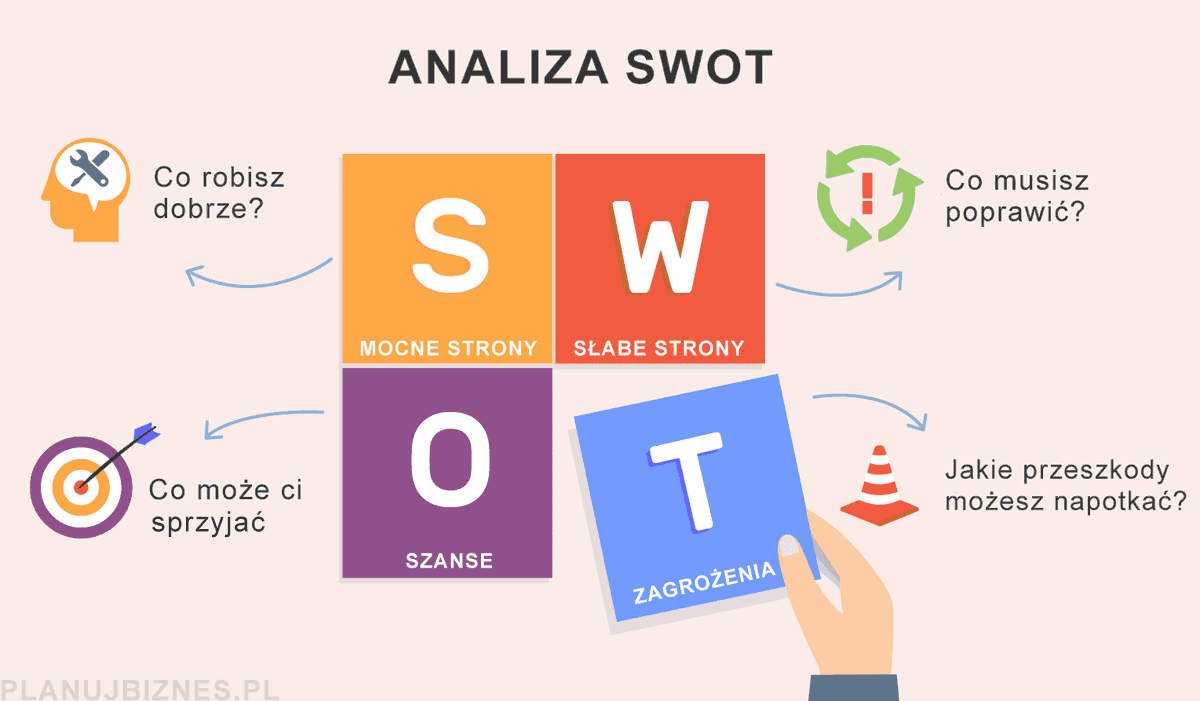 ANALIZA SWOT
Co robisz
dobrze?
S
MOCNE STRONY
W
SŁABE STRONY
Co musisz
poprawić?
Co może ci
sprzyjać
O
SZANSE
T
ZAGROŻENIA
Jakie przeszkody
możesz napotkać?
PLANUJBIZNES.PL